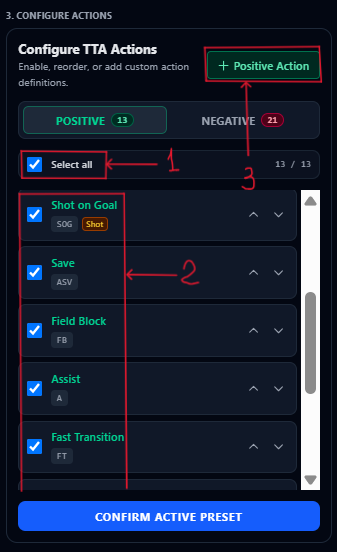 3. CONFIGURE ACTIONS
Configure TTA Actions
Enable, reorder, or add custom action
definitions.
+ Positive Action
POSITIVE 13
NEGATIVE 21
Select all
1
13 / 13
3
Shot on Goal
SOG Shot
Save
ASV
2
Field Block
FB
Assist
A
Fast Transition
FT
CONFIRM ACTIVE PRESET